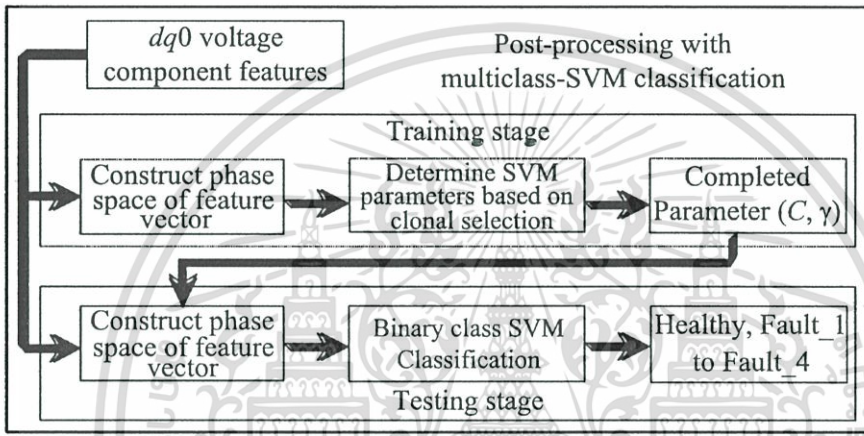 dq0 voltage
component features
Post-processing with
multiclass-SVM classification
Training stage
Construct phase
space of feature
vector
Determine SVM
parameters based on
clonal selection
Completed
Parameter (C, γ)
Construct phase
space of feature
vector
Binary class SVM
Classification
Healthy, Fault_1
to Fault_4
Testing stage